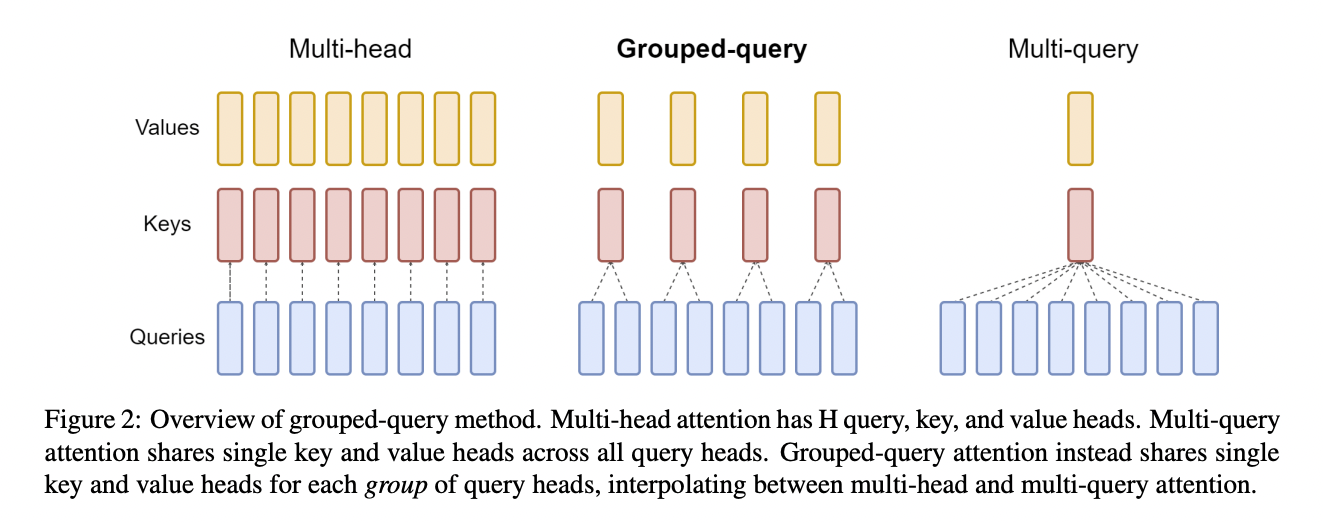 Multi-head
Grouped-query
Multi-query
Values
Keys
Queries
Figure 2: Overview of grouped-query method. Multi-head attention has H query, key, and value heads. Multi-query
attention shares single key and value heads across all query heads. Grouped-query attention instead shares single
key and value heads for each group of query heads, interpolating between multi-head and multi-query attention.